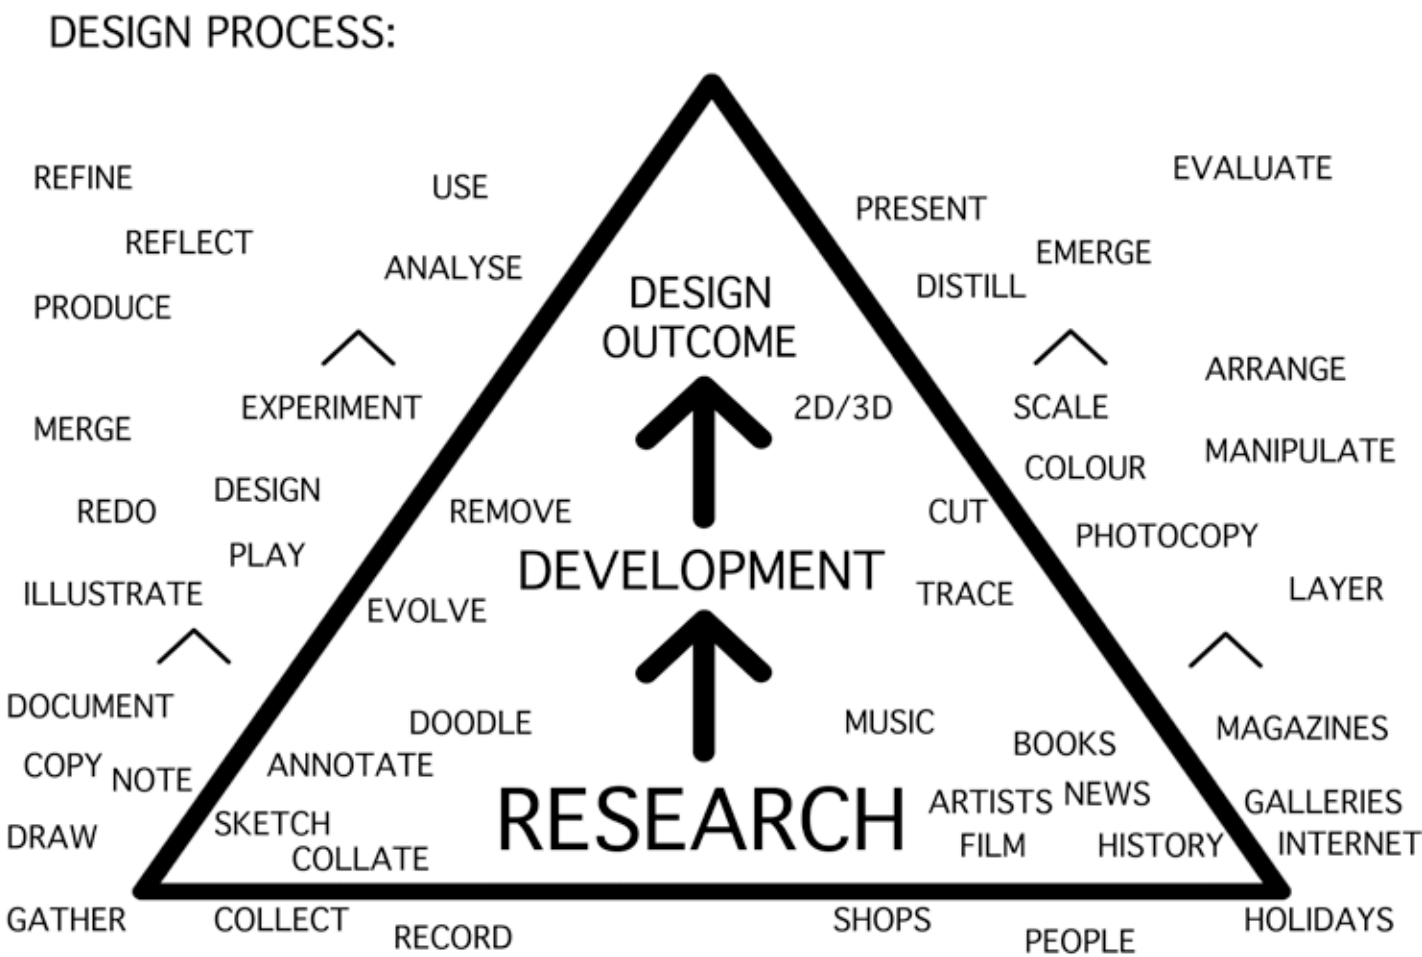 DESIGN PROCESS:
EVALUATE
REFINE
USE
PRESENT
REFLECT
EMERGE
ANALYSE
DISTILL
DESIGN
OUTCOME
PRODUCE
ARRANGE
EXPERIMENT
2D/3D
SCALE
MERGE
MANIPULATE
COLOUR
DESIGN
REDO
REMOVE
CUT
PHOTOCOPY
PLAY
DEVELOPMENT
ILLUSTRATE
TRACE
LAYER
EVOLVE
DOCUMENT
DOODLE
MUSIC
MAGAZINES
BOOKS
COPY
NOTE
ANNOTATE
ARTISTS
NEWS
GALLERIES
RESEARCH
DRAW
SKETCH
COLLATE
FILM
HISTORY
INTERNET
GATHER
COLLECT
RECORD
SHOPS
PEOPLE
HOLIDAYS